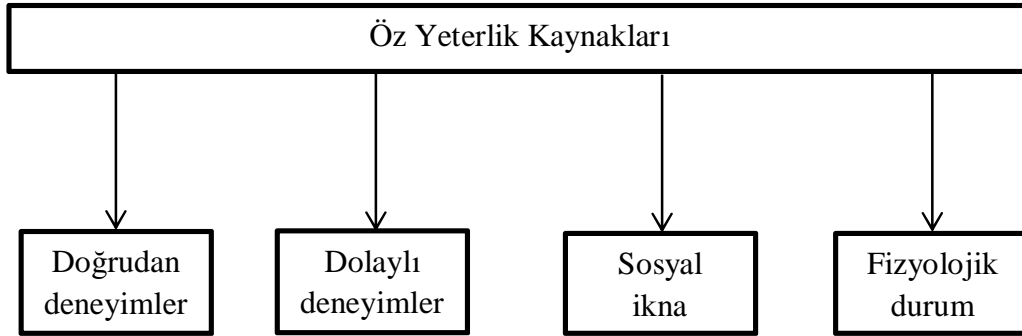 Öz Yeterlik Kaynakları
Doğrudan
deneyimler
Dolaylı
deneyimler
Sosyal
ikna
Fizyolojik
durum